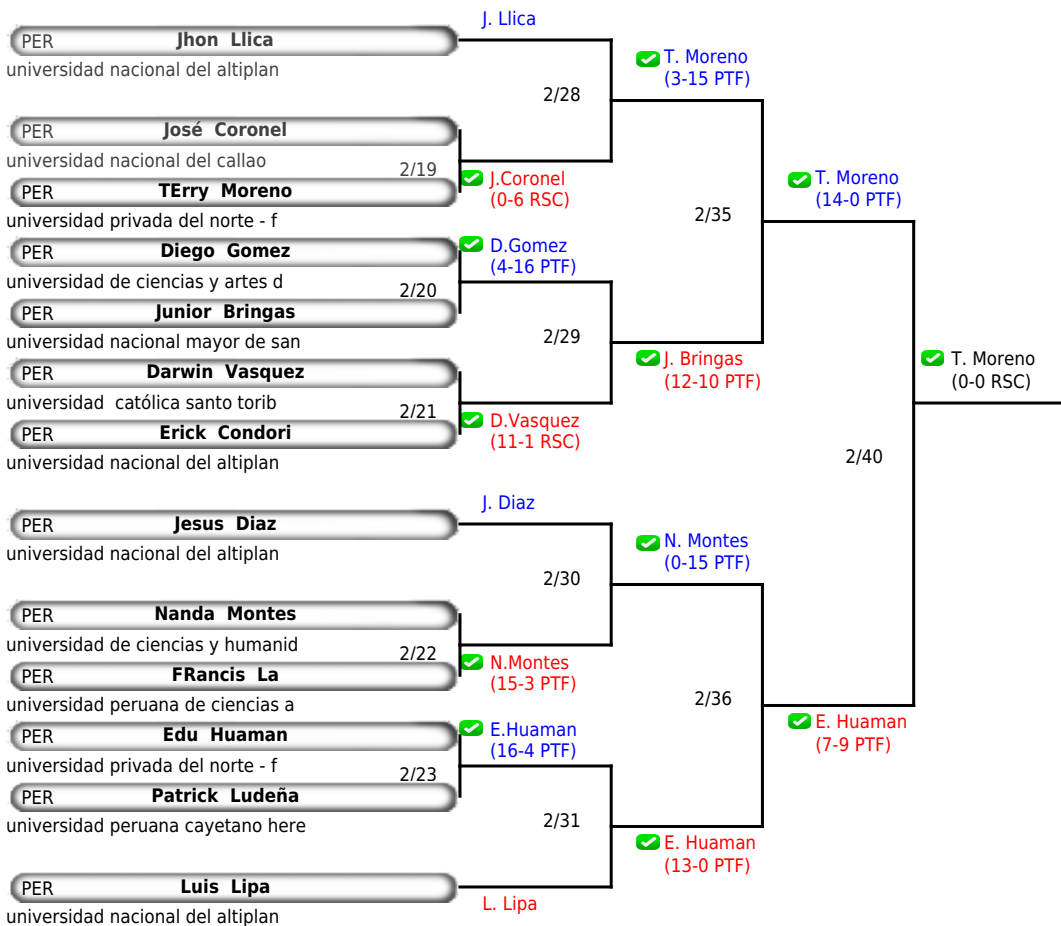 J. Llica
PER Jhon Llica
universidad nacional del altiplan
T. Moreno
(3-15 PTF)
2/28
PER José Coronel
universidad nacional del callao
2/19
J.Coronel
(0-6 RSC)
PER TErry Moreno
universidad privada del norte - f
T. Moreno
(14-0 PTF)
2/35
PER Diego Gomez
universidad de ciencias y artes d
D.Gomez
(4-16 PTF)
2/20
PER Junior Bringas
universidad nacional mayor de san
2/29
J. Bringas
(12-10 PTF)
T. Moreno
(0-0 RSC)
PER Darwin Vasquez
universidad  católica santo torib
2/21
D.Vasquez
(11-1 RSC)
PER Erick Condori
universidad nacional del altiplan
2/40
J. Diaz
PER Jesus Diaz
universidad nacional del altiplan
N. Montes
(0-15 PTF)
2/30
PER Nanda Montes
universidad de ciencias y humanid
2/22
N.Montes
(15-3 PTF)
PER FRancis La
universidad peruana de ciencias a
2/36
E. Huaman
(7-9 PTF)
PER Edu Huaman
universidad privada del norte - f
E.Huaman
(16-4 PTF)
2/23
PER Patrick Ludeña
universidad peruana cayetano here
2/31
E. Huaman
(13-0 PTF)
PER Luis Lipa
universidad nacional del altiplan
L. Lipa